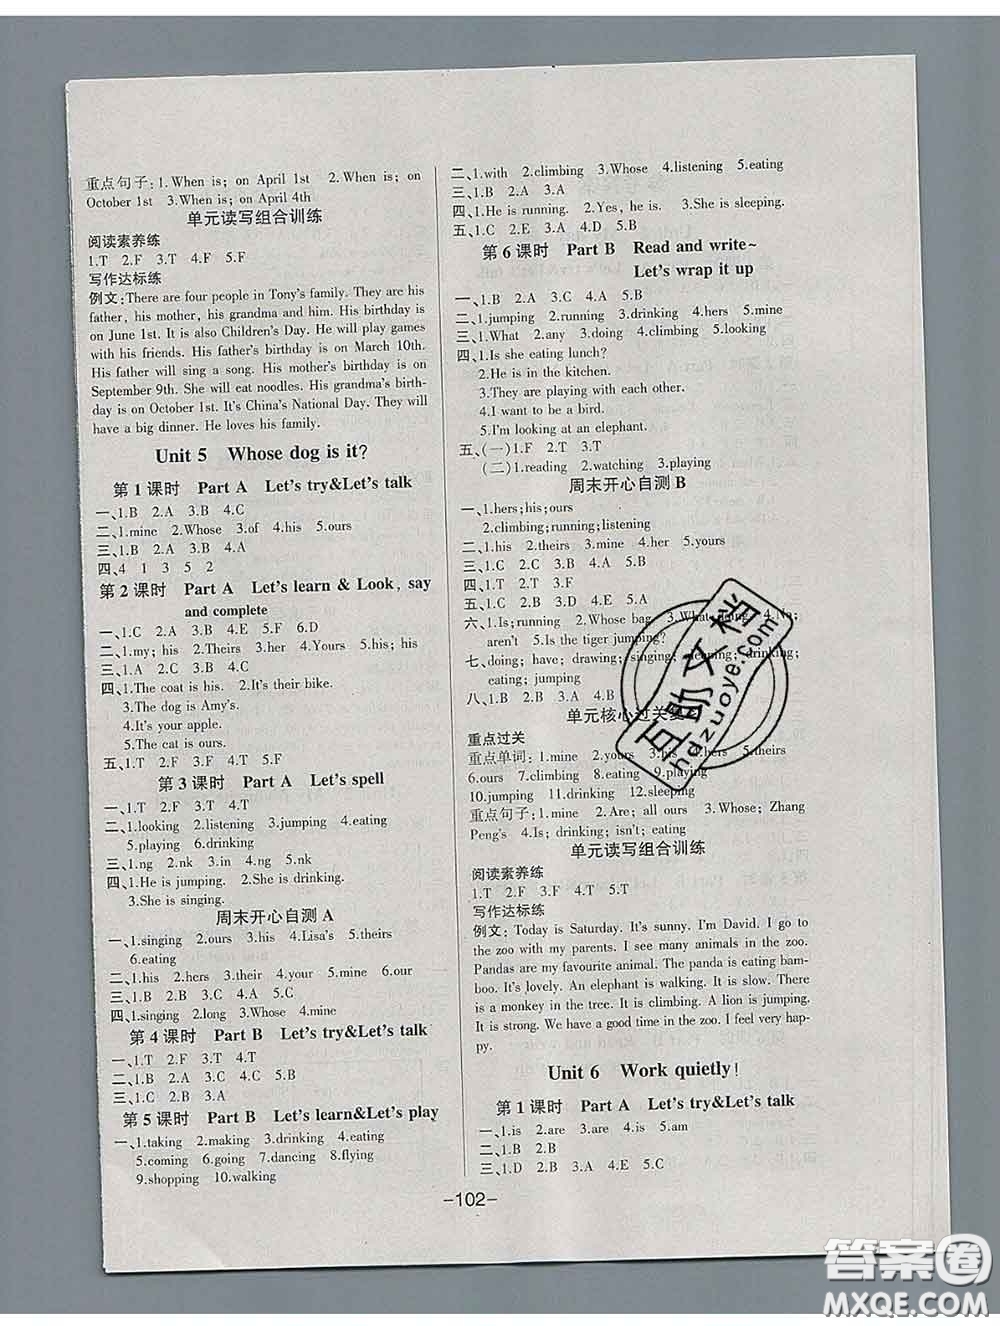 重点句子:1.When is; on April 1st 2.When is; on
October 1st 3.When is; on April 4th
单元读写组合训练
阅读素养练
1.T 2.F 3.T 4.F 5.F
写作达标练
例文:There are four people in Tony's family. They are his
father, his mother, his grandma and him. His birthday is
on June 1st. It is also Children's Day. He will play games
with his friends. His father's birthday is on March 10th. His
father will sing a song. His mother's birthday is on
September 9th. She will eat noodles. His grandma's birth-
day is on October 1st. It's China's National Day. They will
have a big dinner. He loves his family.
Unit 5 Whose dog is it?
第 1 课时 Part A Let's try&Let's talk
一、1.B 2.A 3.B 4.C
二、1.mine 2.Whose 3.of 4.his 5.ours
三、1.B 2.A 3.B 4.A
四、4 1 3 5 2
第 2 课时 Part A Let's learn & Look, say
and complete
一、1.C 2.A 3.B 4.E 5.F 6.D
二、1.my; his 2.Theirs 3.her 4.Yours 5.his; his
三、1.A 2.C 3.B
四、1.The coat is his. 2.It's their bike.
3.The dog is Amy's.
4.It's your apple.
5.The cat is ours.
五、1.T 2.F 3.T 4.T 5.F
第 3 课时 Part A Let's spell
一、1.T 2.F 3.T 4.T
二、1.looking 2.listening 3.jumping 4.eating
5.playing 6.drinking
三、1.ng 2.nk 3.in 4.ng 5.nk
四、1.He is jumping. 2.She is drinking.
3.She is singing.
周末开心自测 A
一、1.singing 2.ours 3.his 4.Lisa's 5.theirs
6.eating
二、1.his 2.hers 3.their 4.your 5.mine 6.our
三、1.B 2.B 3.C 4.A 5.C
四、1.singing 2.long 3.Whose 4.mine
第 4 课时 Part B Let's try&Let's talk
一、1.T 2.F 3.T 4.T
二、1.B 2.A 3.C 4.C 5.B
三、1.C 2.B 3.A
第 5 课时 Part B Let's learn&Let's play
一、1.taking 2.making 3.drinking 4.eating
5.coming 6.going 7.dancing 8.flying
9.shopping 10.walking
二、1.with 2.climbing 3.Whose 4.listening 5.eating
三、1.B 2.A 3.C 4.A 5.B
四、1.He is running. 2.Yes, he is. 3.She is sleeping.
五、1.C 2.E 3.A 4.D 5.B
第 6 课时 Part B Read and write~
Let's wrap it up
一、1.B 2.C 3.C 4.A 5.B
二、1.jumping 2.running 3.drinking 4.hers 5.mine
三、1.What 2.any 3.doing 4.climbing 5.looking
四、1.Is she eating lunch?
2.He is in the kitchen.
3.They are playing with each other.
4.I want to be a bird.
5.I'm looking at an elephant.
五、(一)1.F 2.T 3.T
(二)1.reading 2.watching 3.playing
周末开心自测 B
一、1.hers;his;ours
2.climbing;running;listening
二、1.his 2.theirs 3.mine 4.her 5.yours
三、1.C 2.C 3.B 4.A 5.B
四、1.T 2.T 3.F
五、1.C 2.B 3.C 4.B 5.A
六、1.Is; running 2.Whose bag 4.No;
aren't 5.Is the tiger jumping?
七、doing; have; drawing; singing; sleeping; drinking;
eating; jumping
八、1.B 2.B 3.A 4.B
单元核心过关
重点过关
重点单词: 1.mine 2.yours 3.his 4.hers 5.theirs
6.ours 7.climbing 8.eating 9.playing
10.jumping 11.drinking 12.sleeping
重点句子: 2.Are; all ours 3.Whose; Zhang
Peng's 4.Is; drinking; isn't; eating
单元读写组合训练
阅读素养练
1.T 2.F 3.F 4.T 5.T
写作达标练
例文: Today is Saturday. It's sunny. I'm David. I go to
the zoo with my parents. I see many animals in the zoo.
Pandas are my favourite animal. The panda is eating bam-
boo. It's lovely. An elephant is walking. It is slow. There
is a monkey in the tree. It is climbing. A lion is jumping.
It is strong. We have a good time in the zoo. I feel very hap-
py.
Unit 6 Work quietly!
第 1 课时 Part A Let's try&Let's talk
一、1.is 2.are 3.are 4.is 5.am
二、1.B 2.B
三、1.D 2.B 3.A 4.E 5.C
-102-
互助文档
hdzuoye.com
答案圈
MXQE.COM